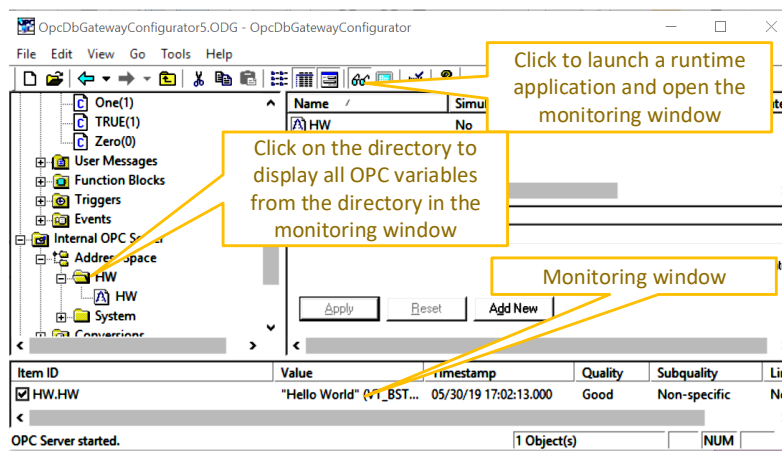 OpcDbGatewayConfigurator5.ODG - OpcDbGatewayConfigurator
File Edit View Go Tools Help
Click to launch a runtime
application and open the
monitoring window
One(1)
TRUE(1)
Zero(0)
User Messages
Function Blocks
Triggers
Events
Internal OPC
HW
HW
System
Conversions
Name
HW
No
Click on the directory to
display all OPC variables
from the directory in the
monitoring window
Monitoring window
Apply Reset Add New
Item ID Value Timestamp Quality Subquality
HW.HW "Hello World" (VT_BST... 05/30/19 17:02:13.000 Good Non-specific
OPC Server started. 1 Object(s) NUM